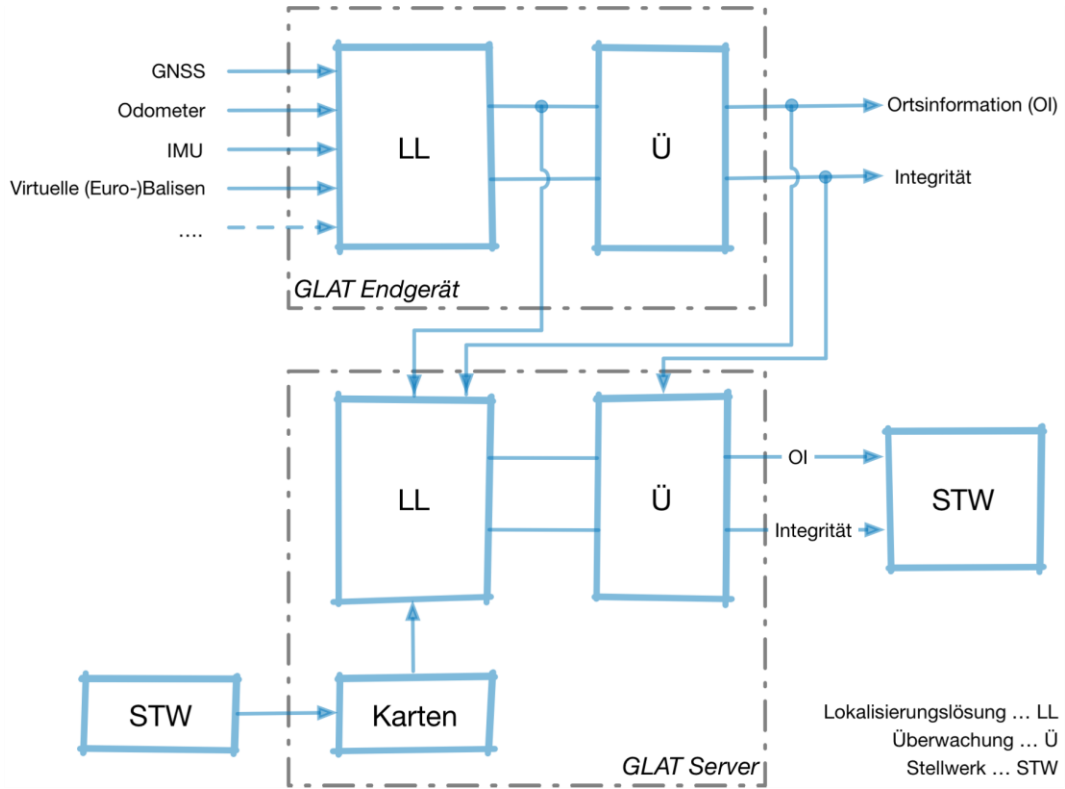 GNSS
Odometer
IMU
Virtuelle (Euro-)Balisen
....
LL
Ü
Ortsinformation (OI)
Integrität
GLAT Endgerät
LL
Ü
OI
Integrität
STW
STW
Karten
GLAT Server
Lokalisierungslösung ... LL
Überwachung ... Ü
Stellwerk ... STW